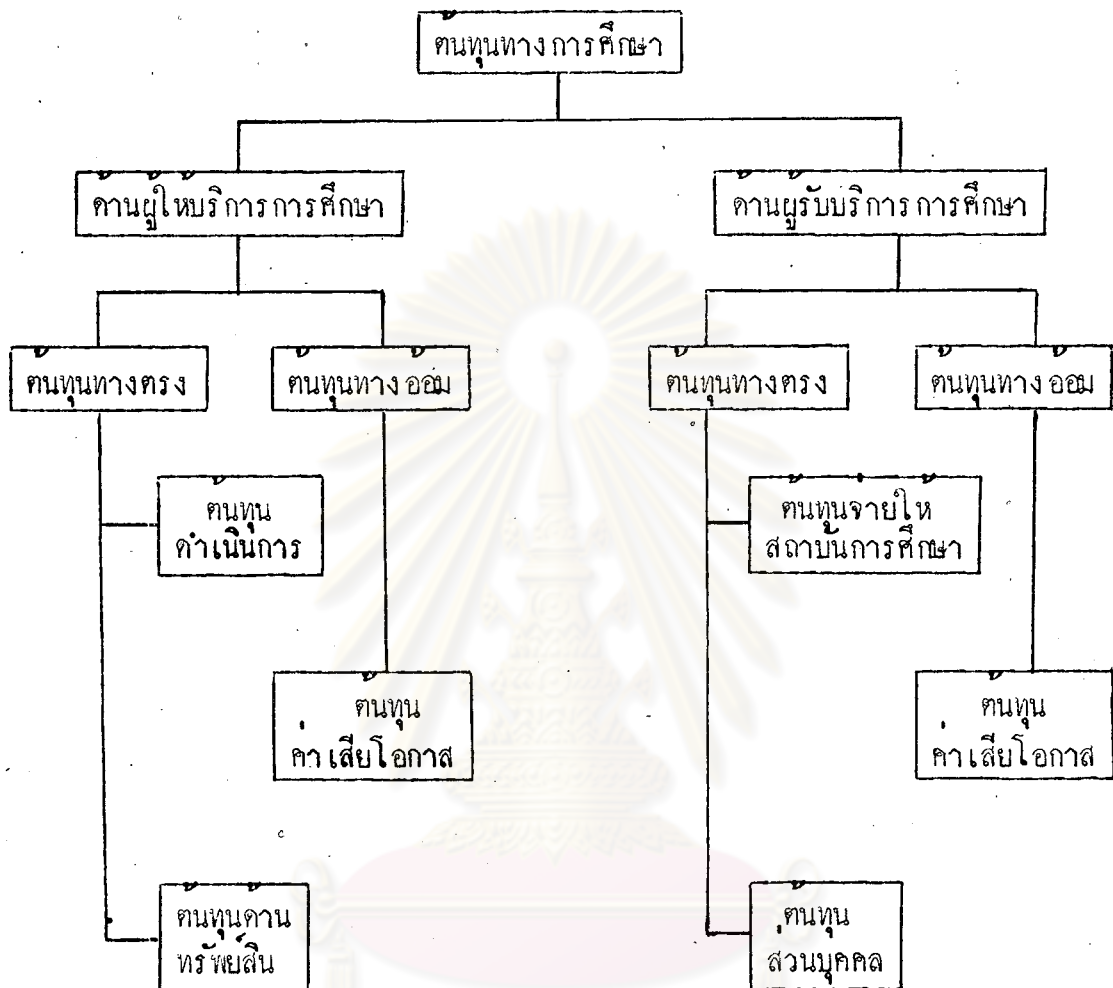 ต้นทุนทางการศึกษา
ด้านผู้ให้บริการการศึกษา
ด้านผู้รับบริการการศึกษา
ต้นทุนทางตรง
ต้นทุนทางอ้อม
ต้นทุนทางตรง
ต้นทุนทางอ้อม
ต้นทุน
ดำเนินการ
ต้นทุนจ่ายให้
สถาบันการศึกษา
ต้นทุน
ค่าเสียโอกาส
ต้นทุน
ค่าเสียโอกาส
ต้นทุนด้าน
ทรัพย์สิน
ต้นทุน
ส่วนบุคคล